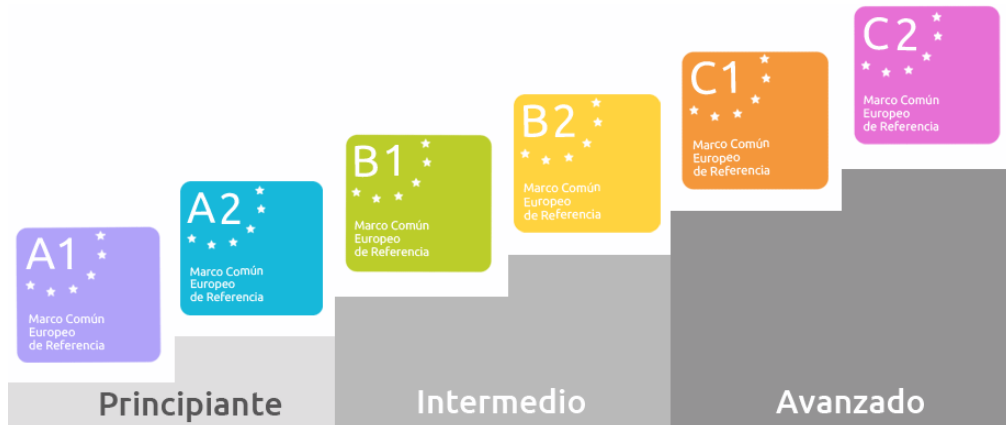 A1
Marco Común
Europeo
de Referencia
A2
Marco Común
Europeo
de Referencia
B1
Marco Común
Europeo
de Referencia
B2
Marco Común
Europeo
de Referencia
C1
Marco Común
Europeo
de Referencia
C2
Marco Común
Europeo
de Referencia
Principiante
Intermedio
Avanzado